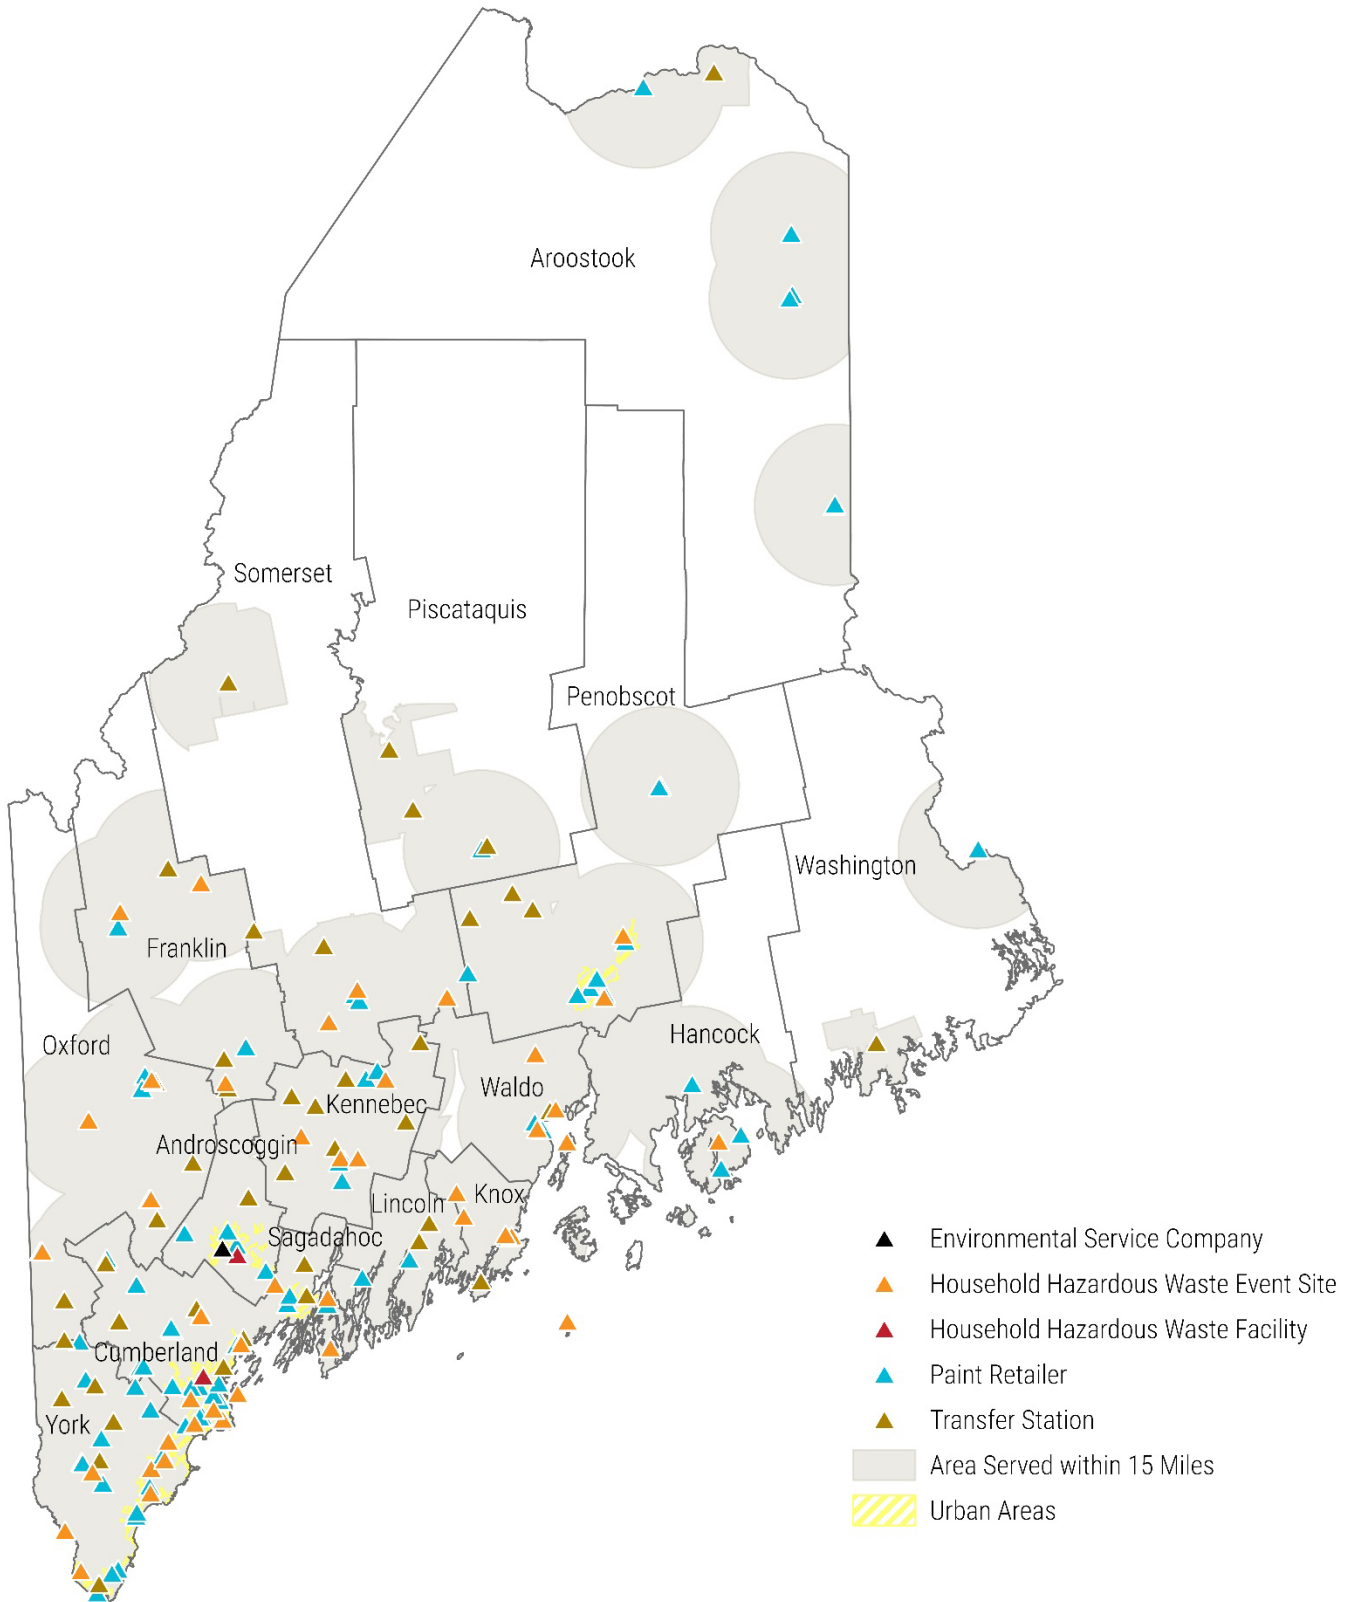 Aroostook
Somerset
Piscataquis
Penobscot
Washington
Franklin
Hancock
Oxford
Waldo
Kennebec
Androscoggin
Lincoln
Knox
Sagadahoc
Cumberland
York
Environmental Service Company
Household Hazardous Waste Event Site
Household Hazardous Waste Facility
Paint Retailer
Transfer Station
Area Served within 15 Miles
Urban Areas